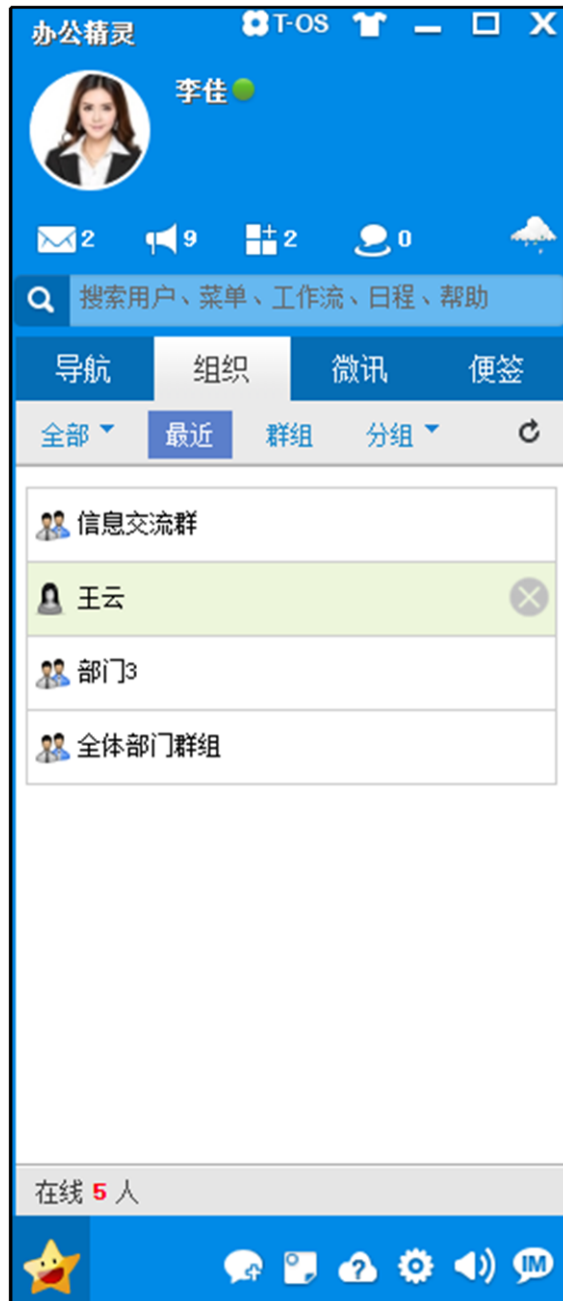 办公精灵 T-OS
李佳
2 9 2 0
搜索用户、菜单、工作流、日程、帮助
导航 组织 微讯 便签
全部 最近 群组 分组
信息交流群
王云
部门3
全体部门群组
在线 5 人
IM